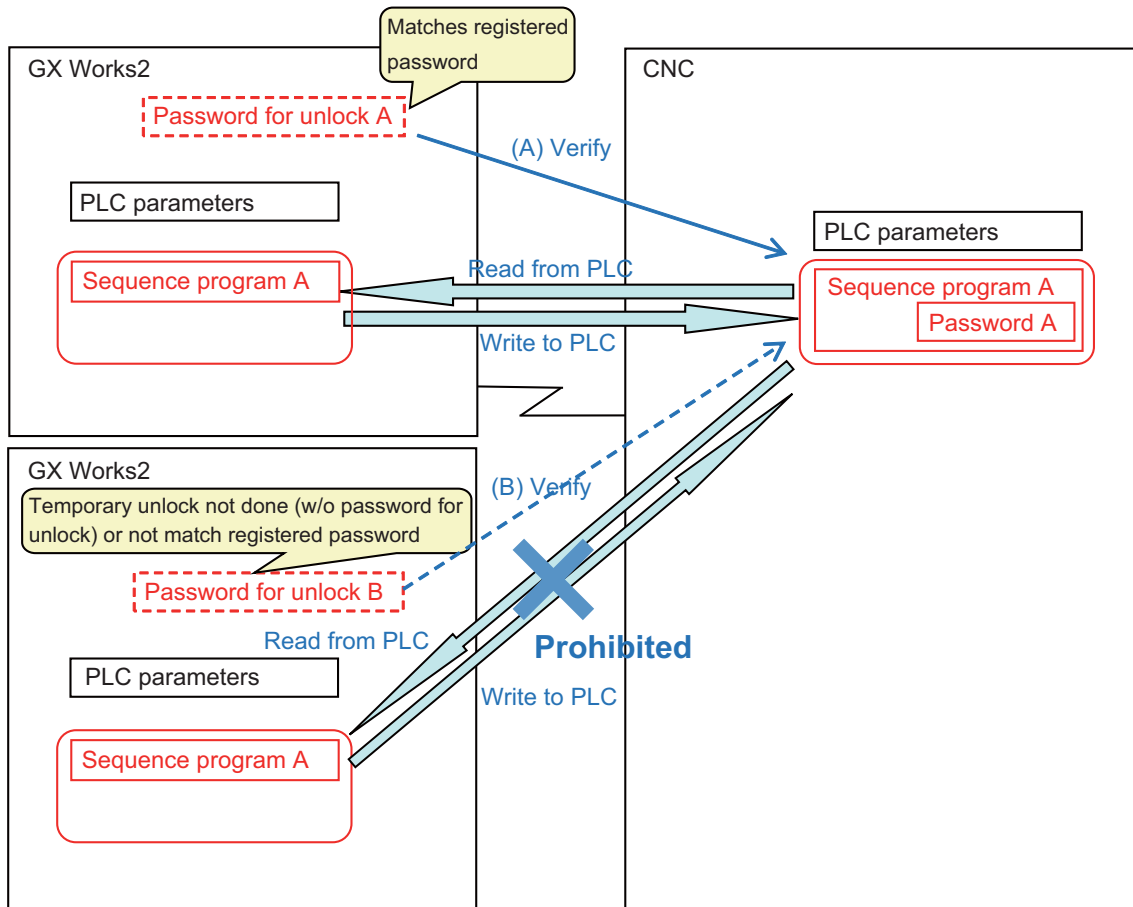 Matches registered
password
GX Works2
CNC
Password for unlock A
(A) Verify
PLC parameters
PLC parameters
Sequence program A
Read from PLC
Sequence program A
Password A
Write to PLC
GX Works2
(B) Verify
Temporary unlock not done (w/o password for
unlock) or not match registered password
Password for unlock B
Read from PLC
Prohibited
PLC parameters
Write to PLC
Sequence program A